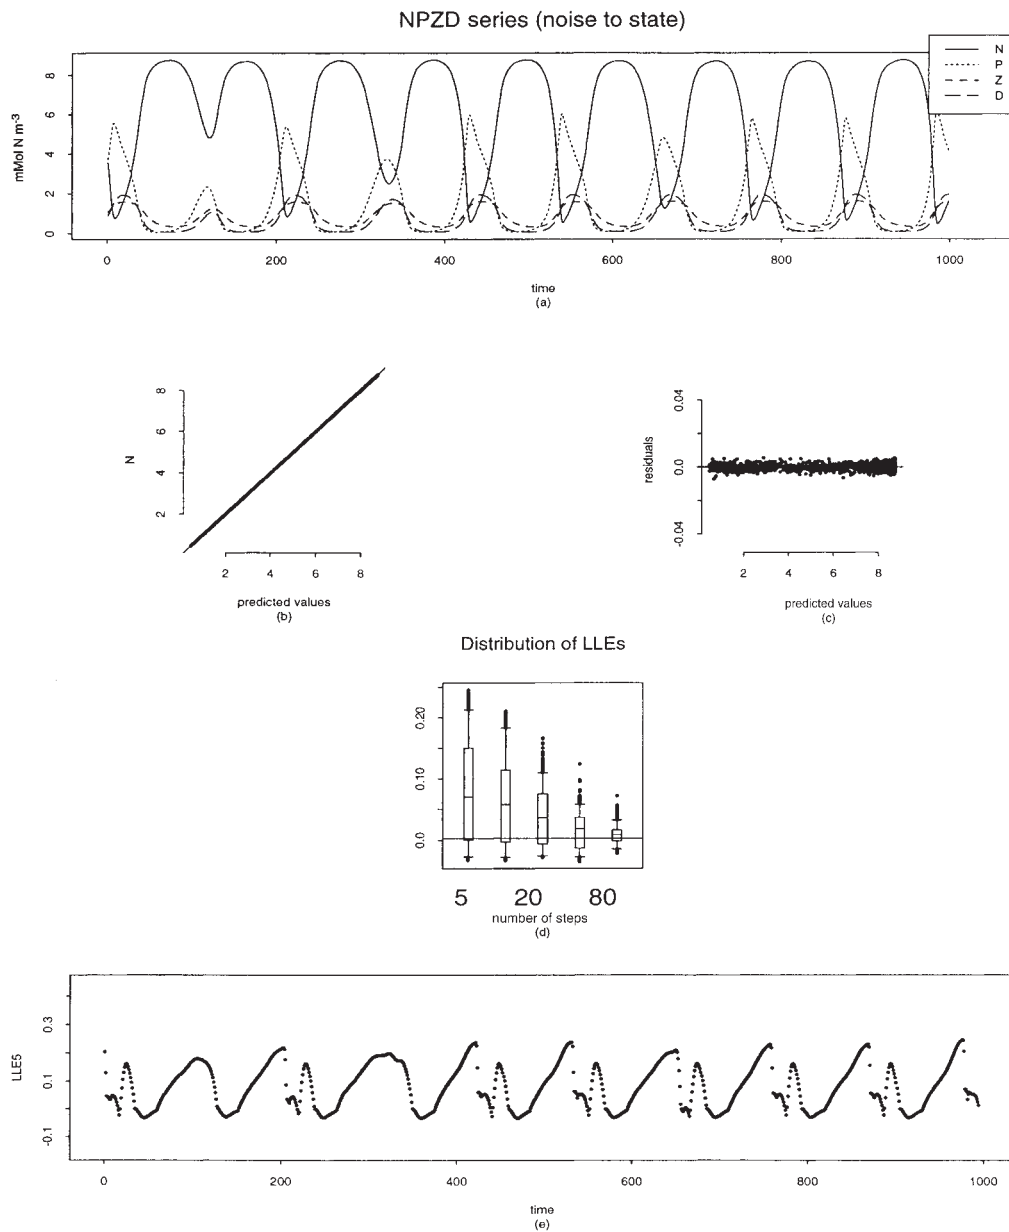 NPZD series (noise to state)
N
P
Z
D
mMol N m-3
8
6
4
2
0
0 200 400 600 800 1000
time
(a)
N
8
6
4
2
2 4 6 8
predicted values
(b)
residuals
0.04
0.0
-0.04
2 4 6 8
predicted values
(c)
Distribution of LLEs
0.20
0.10
0.0
5 20 80
number of steps
(d)
LLE5
0.3
0.1
-0.1
0 200 400 600 800 1000
time
(e)